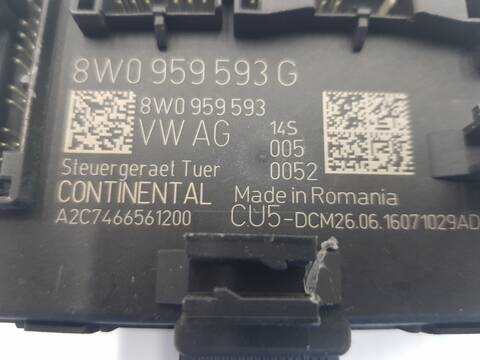 8W0 959 593 G
8W0 959 593
VW AG 14S
005
Steuergeraet Tuer 0052
CONTINENTAL Made in Romania
A2C7466561200 CU5-DCM26.06.16071029AD